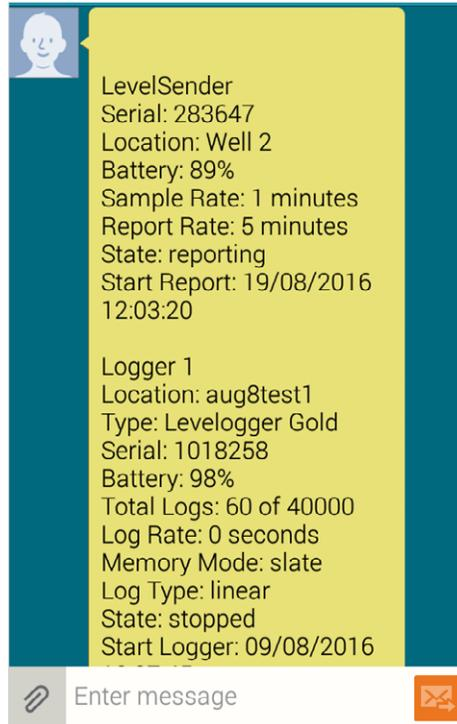 LevelSender
Serial: 283647
Location: Well 2
Battery: 89%
Sample Rate: 1 minutes
Report Rate: 5 minutes
State: reporting
Start Report: 19/08/2016
12:03:20
Logger 1
Location: aug8test1
Type: Levelogger Gold
Serial: 1018258
Battery: 98%
Total Logs: 60 of 40000
Log Rate: 0 seconds
Memory Mode: slate
Log Type: linear
State: stopped
Start Logger: 09/08/2016
Enter message